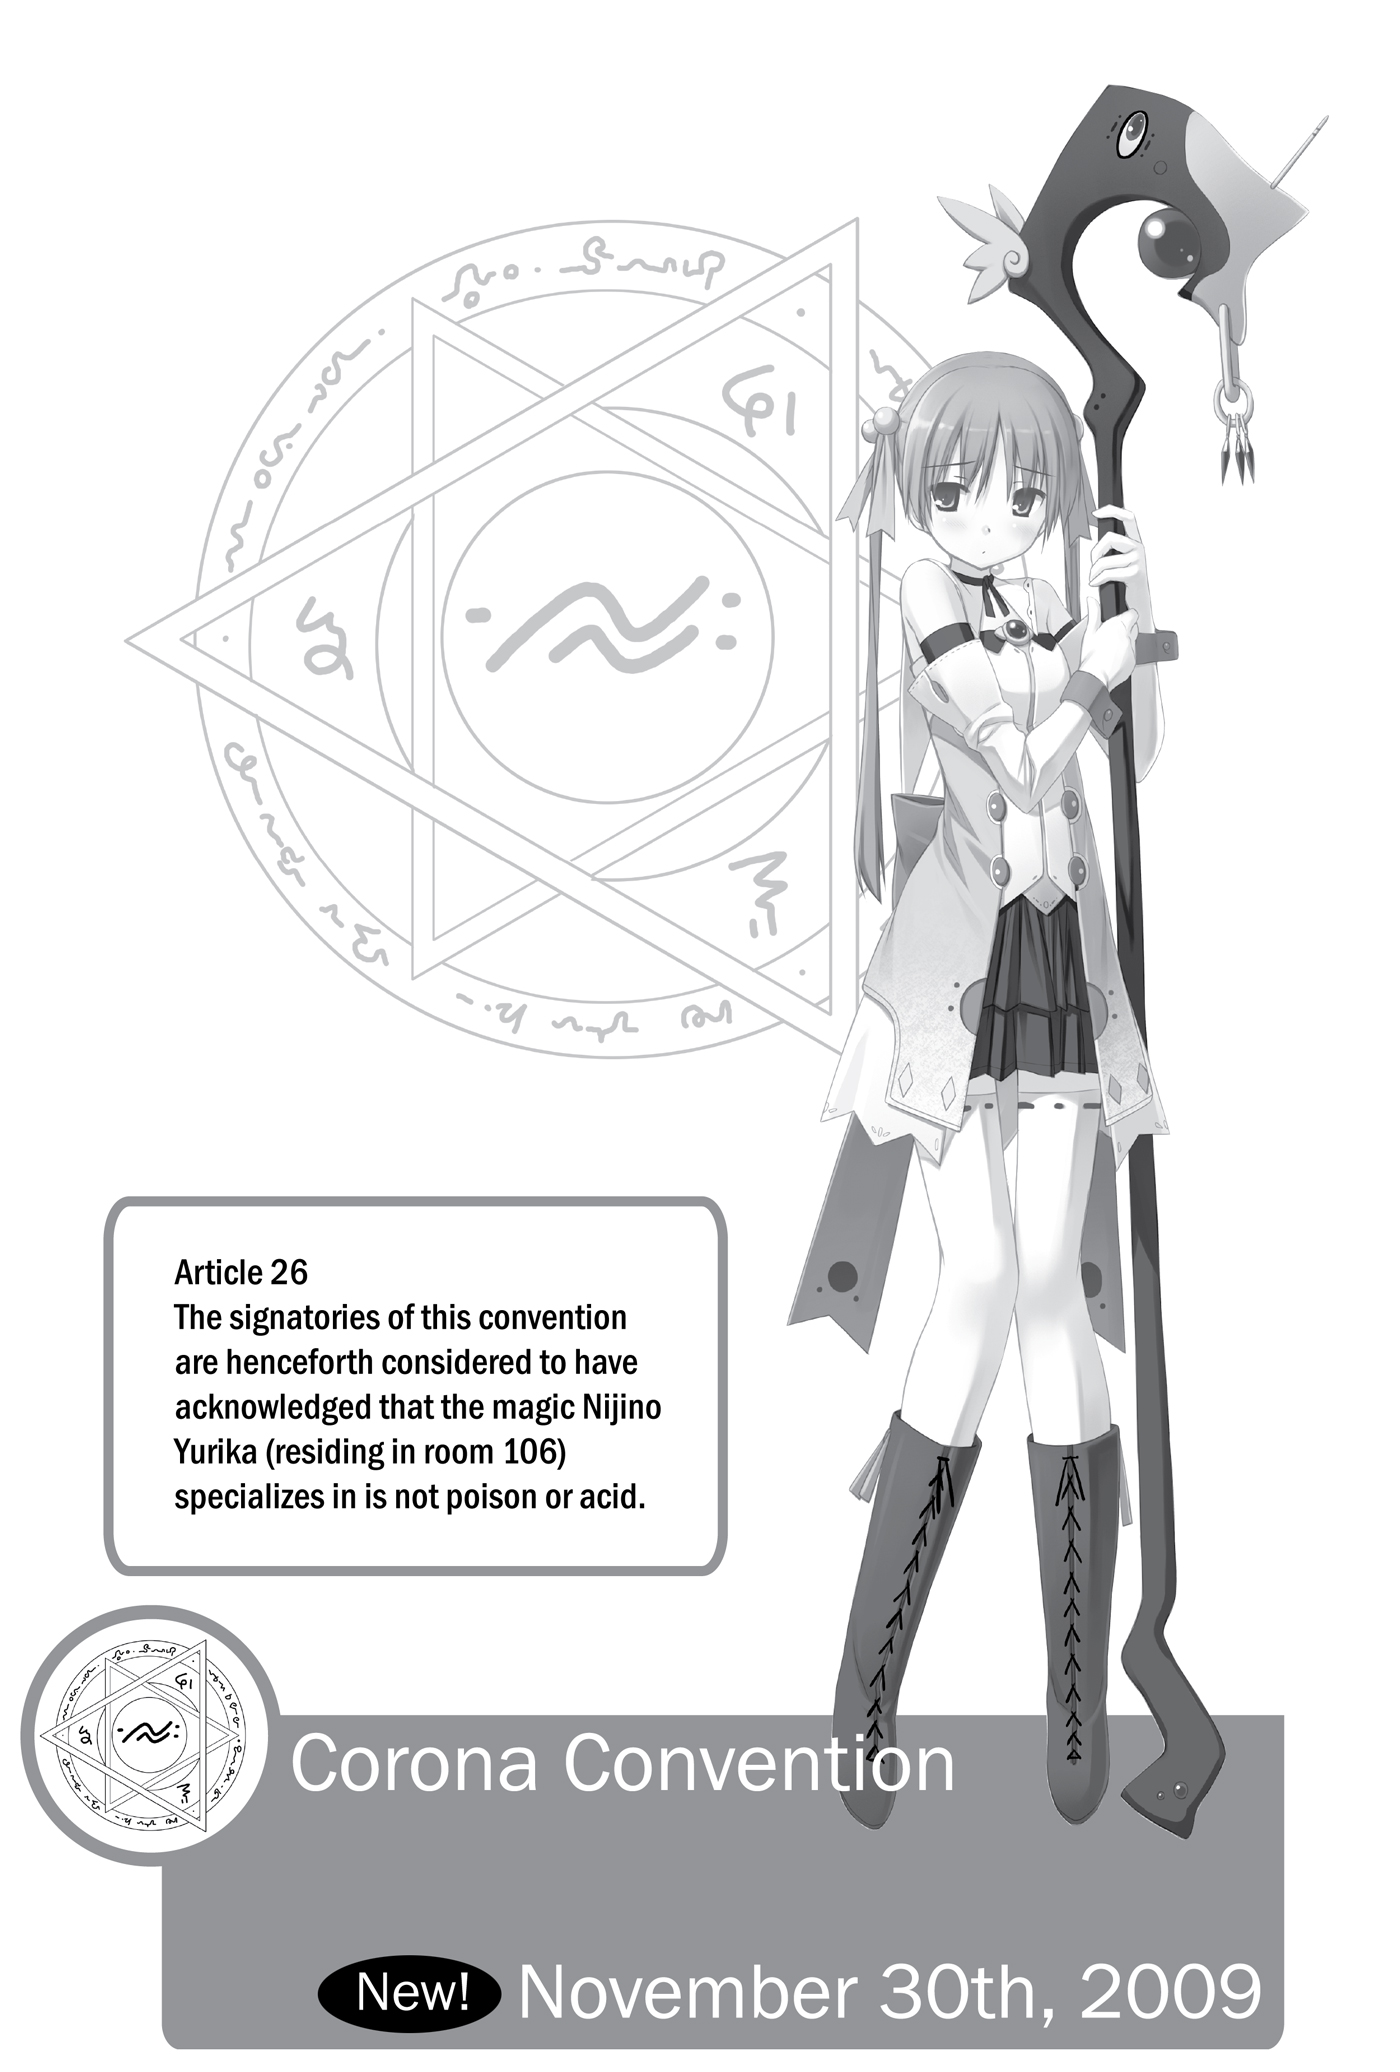 Article 26
The signatories of this convention
are henceforth considered to have
acknowledged that the magic Nijino
Yurika (residing in room 106)
specializes in is not poison or acid.
Corona Convention
New! November 30th, 2009